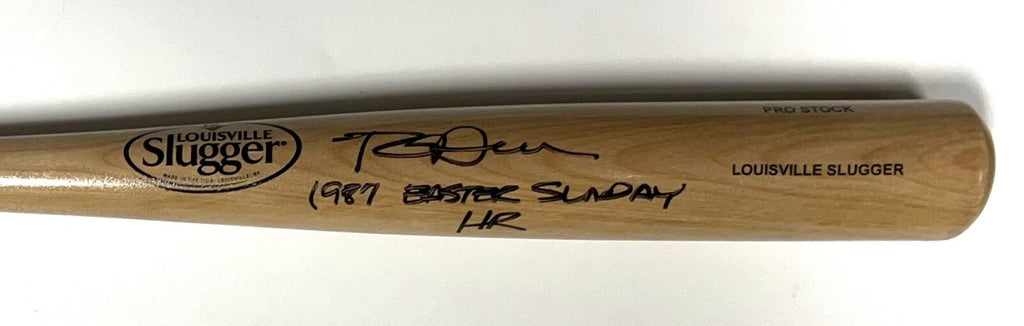 PRO STOCK
LOUISVILLE
Slugger®
LOUISVILLE SLUGGER
1987 EASTER SUNDAY
HR